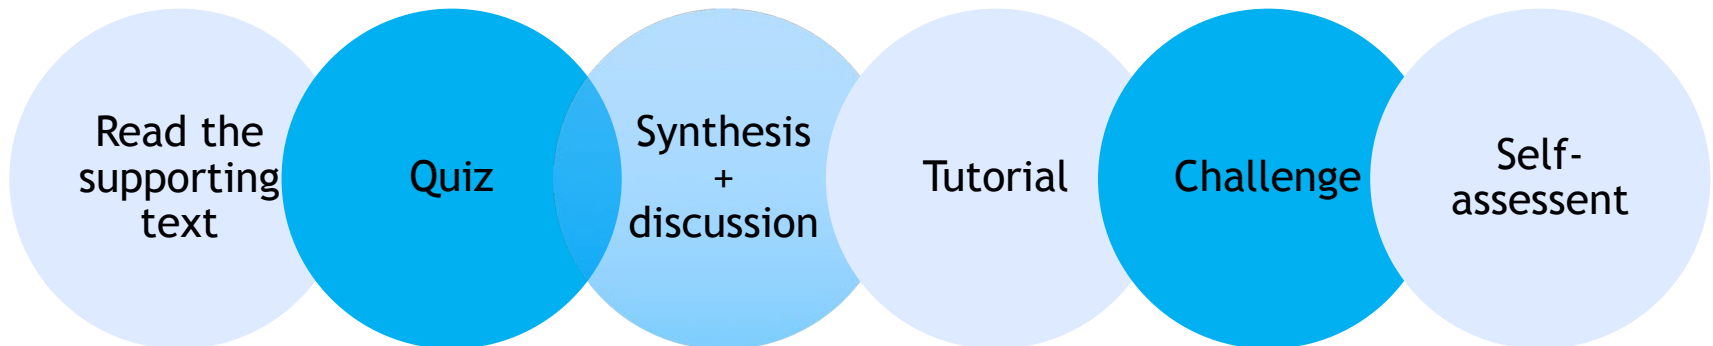 Read the
supporting
text
Quiz
Synthesis
+
discussion
Tutorial
Challenge
Self-
assessent